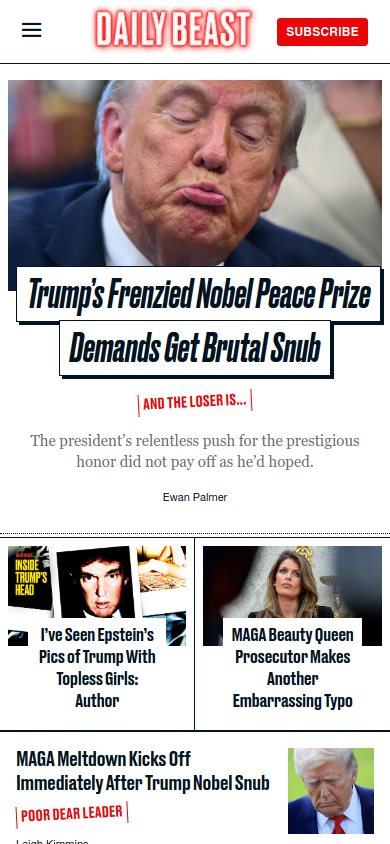 DAILY BEAST
SUBSCRIBE
Trump's Frenzied Nobel Peace Prize
Demands Get Brutal Snub
AND THE LOSER IS...
The president's relentless push for the prestigious
honor did not pay off as he'd hoped.
Ewan Palmer
INSIDE
TRUMP'S
HEAD
I've Seen Epstein's
Pics of Trump With
Topless Girls:
Author
MAGA Beauty Queen
Prosecutor Makes
Another
Embarrassing Typo
MAGA Meltdown Kicks Off
Immediately After Trump Nobel Snub
POOR DEAR LEADER
Leigh Kimmins